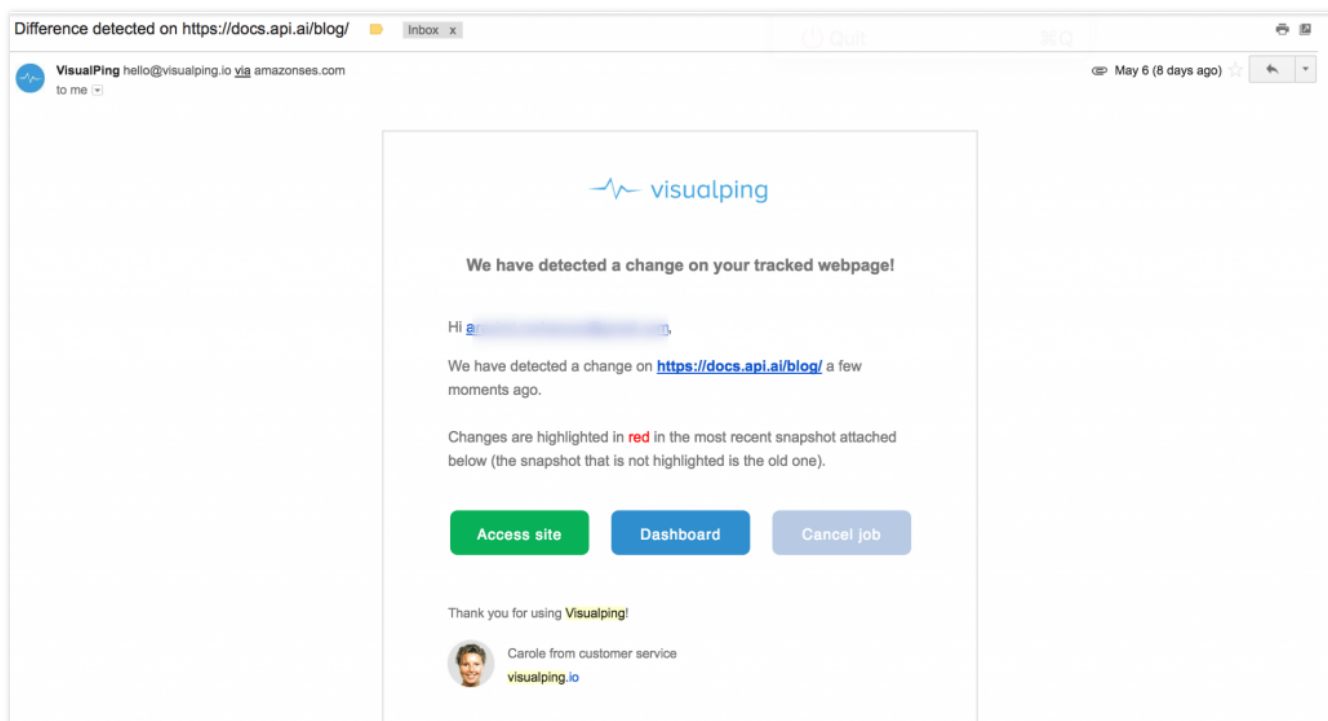 Difference detected on https://docs.api.ai/blog/ Inbox x
Quit ⌘Q
VisualPing hello@visualping.io via amazonses.com May 6 (8 days ago)
to me
visualping
We have detected a change on your tracked webpage!
Hi a
We have detected a change on https://docs.api.ai/blog/ a few
moments ago.
Changes are highlighted in red in the most recent snapshot attached
below (the snapshot that is not highlighted is the old one).
Access site Dashboard Cancel job
Thank you for using Visualping!
Carole from customer service
visualping.io